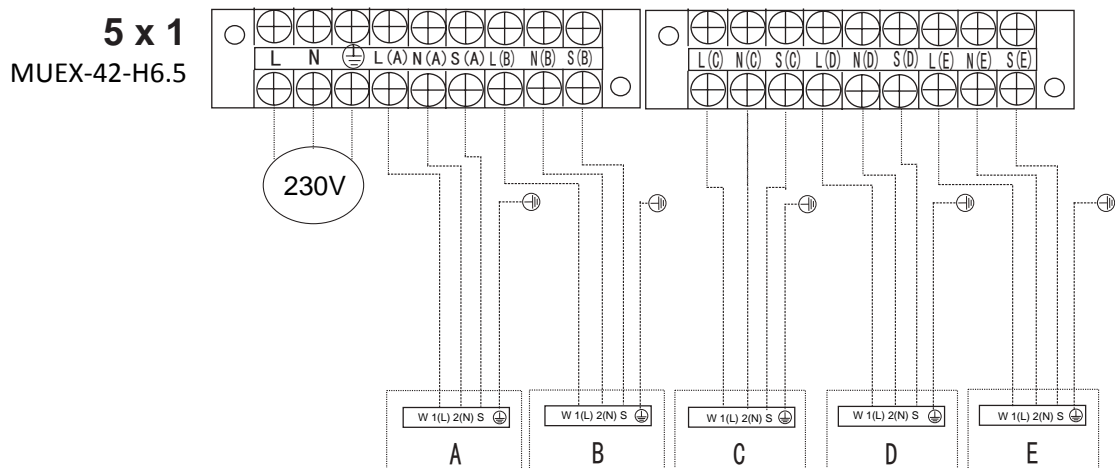 5 x 1
MUEX-42-H6.5
L N L(A) N(A) S(A) L(B) N(B) S(B)
L(C) N(C) S(C) L(D) N(D) S(D) L(E) N(E) S(E)
230V
W 1(L) 2(N) S
W 1(L) 2(N) S
W 1(L) 2(N) S
W 1(L) 2(N) S
W 1(L) 2(N) S
A B C D E